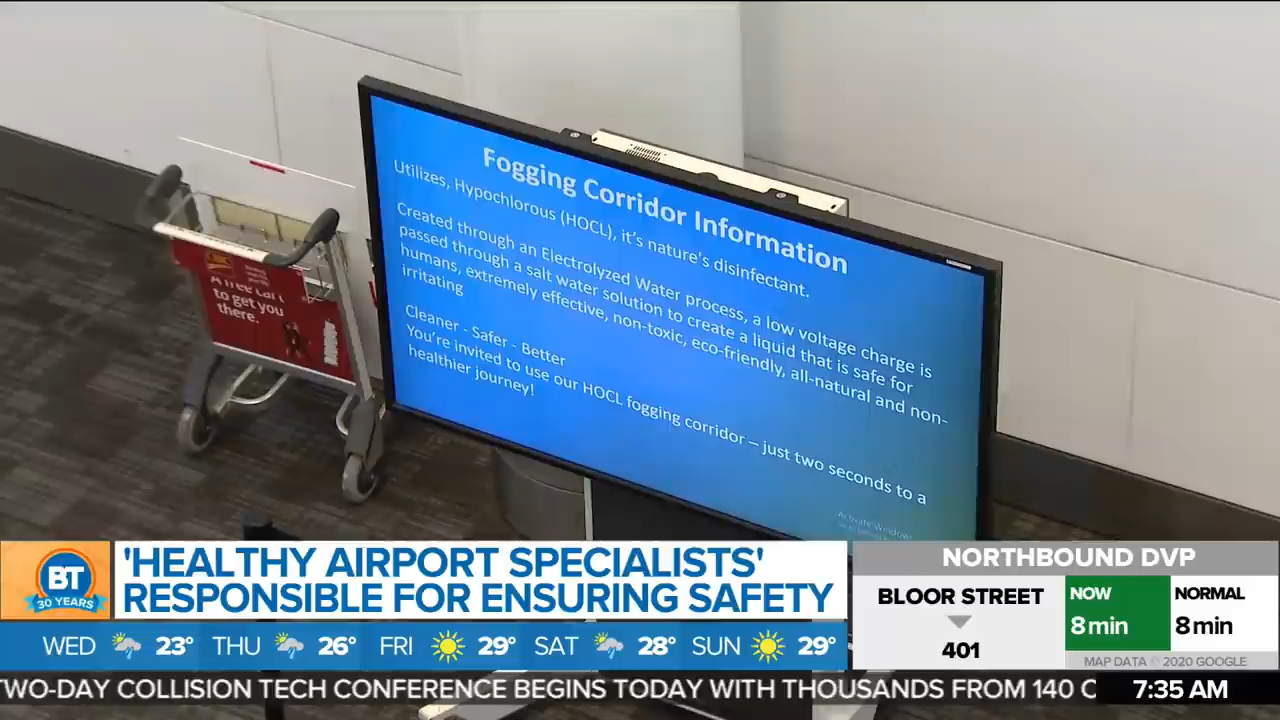 Fogging Corridor Information
Utilizes, Hypochlorous (HOCL), it's nature's disinfectant.
Created through an Electrolyzed Water process, a low voltage charge is
passed through a salt water solution to create a liquid that is safe for
humans, extremely effective, non-toxic, eco-friendly, all-natural and non-
irritating
Cleaner - Safer - Better
You're invited to use our HOCL fogging corridor – just two seconds to a
healthier journey!
Activate Windows
CIBC
A free cart
to get you
there.
BT
30 YEARS
'HEALTHY AIRPORT SPECIALISTS'
RESPONSIBLE FOR ENSURING SAFETY
NORTHBOUND DVP
BLOOR STREET
401
NOW
8 min
NORMAL
8 min
MAP DATA © 2020 GOOGLE
WED 23° THU 26° FRI 29° SAT 28° SUN 29°
TWO-DAY COLLISION TECH CONFERENCE BEGINS TODAY WITH THOUSANDS FROM 140 C
7:35 AM